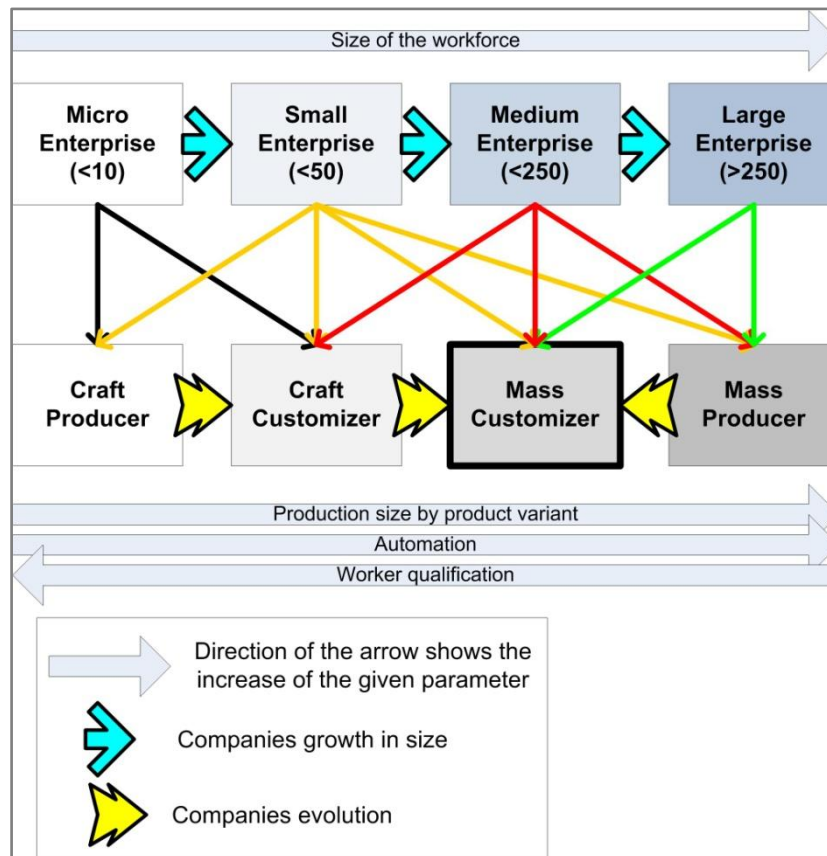 Size of the workforce
Micro
Enterprise
(<10)
Small
Enterprise
(<50)
Medium
Enterprise
(<250)
Large
Enterprise
(>250)
Craft
Producer
Craft
Customizer
Mass
Customizer
Mass
Producer
Production size by product variant
Automation
Worker qualification
Direction of the arrow shows the
increase of the given parameter
Companies growth in size
Companies evolution